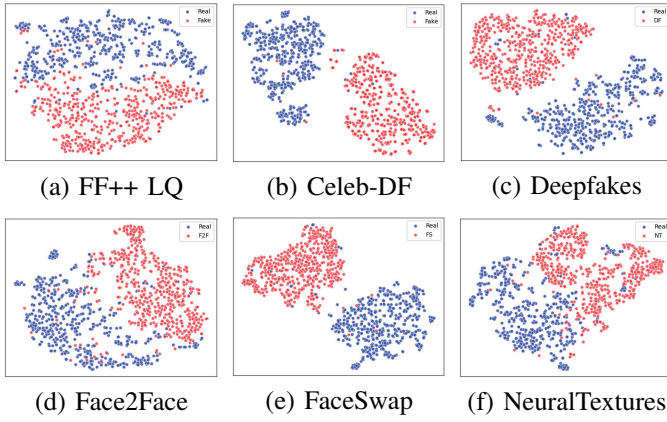 Real
Fake
Real
Fake
Real
DF
(a) FF++ LQ
(b) Celeb-DF
(c) Deepfakes
Real
F2F
Real
FS
Real
NT
(d) Face2Face
(e) FaceSwap
(f) NeuralTextures